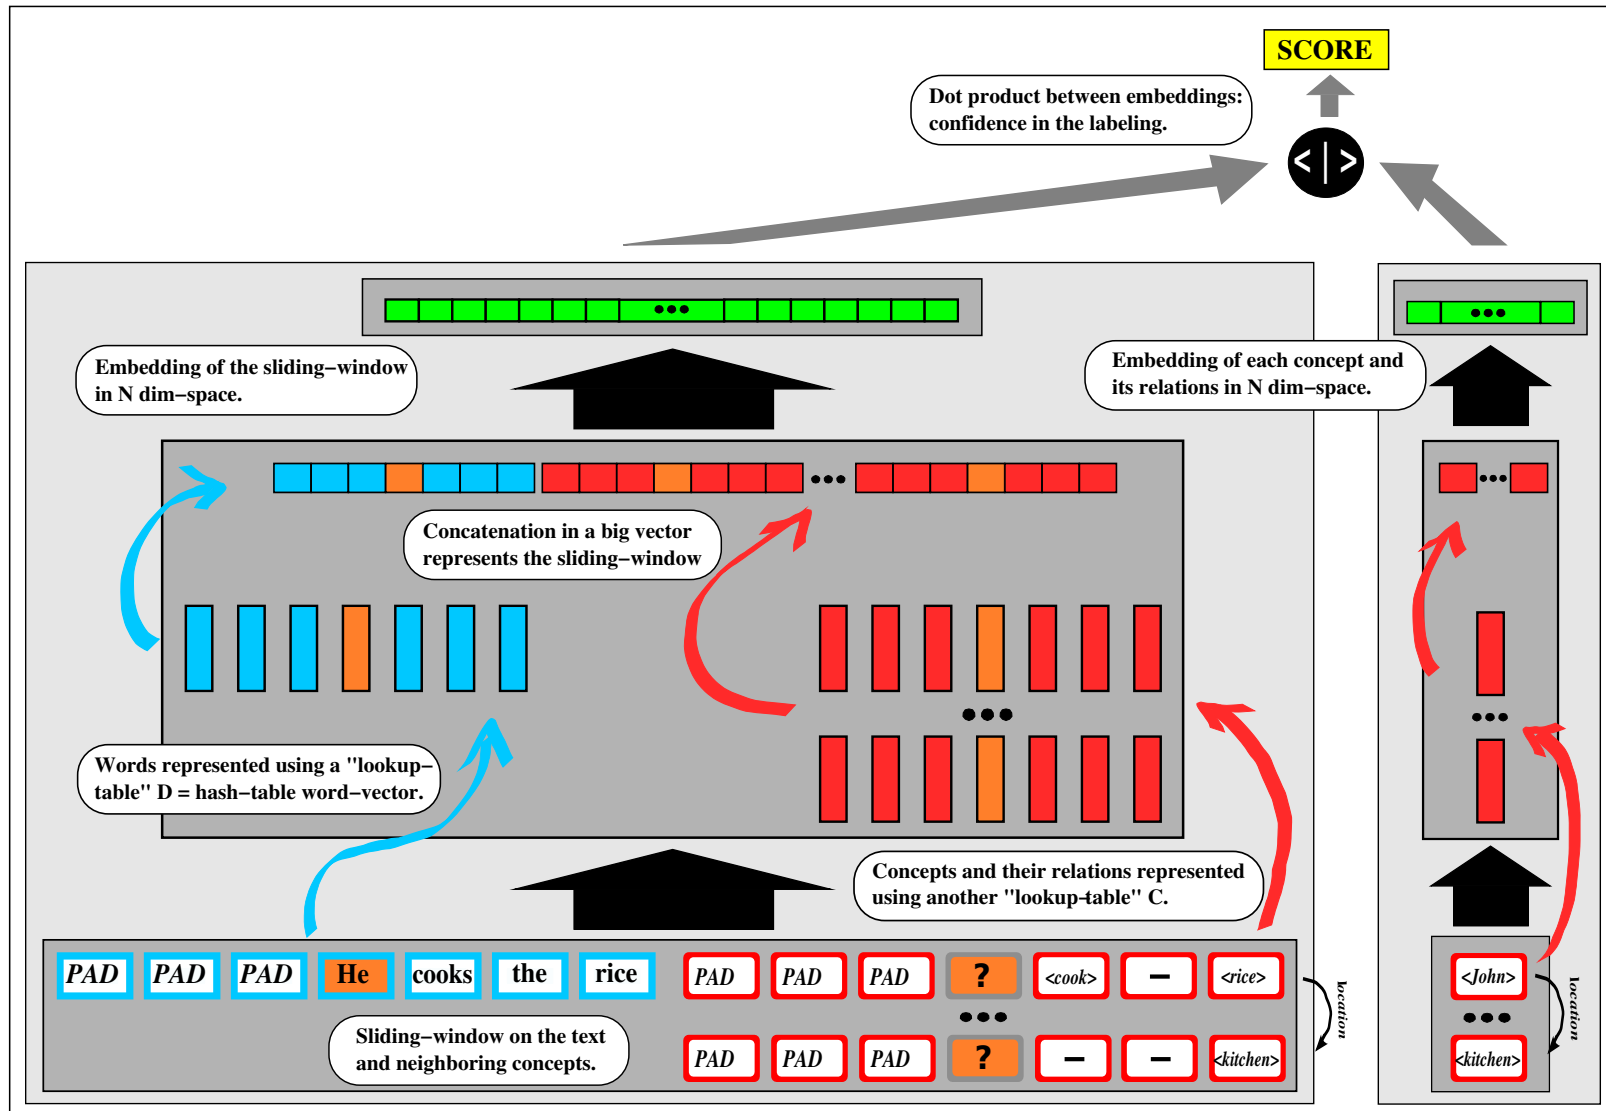 SCORE
Dot product between embeddings:
confidence in the labeling.
< | >
Embedding of the sliding−window
in N dim−space.
Embedding of each concept and
its relations in N dim−space.
Concatenation in a big vector
represents the sliding−window
Words represented using a "lookup−
table" D = hash−table word−vector.
Concepts and their relations represented
using another "lookup-table" C.
PAD PAD PAD He cooks the rice PAD PAD PAD ? <cook> − <rice>
location
<John>
location
Sliding−window on the text
and neighboring concepts.
PAD PAD PAD ? − − <kitchen>
<kitchen>